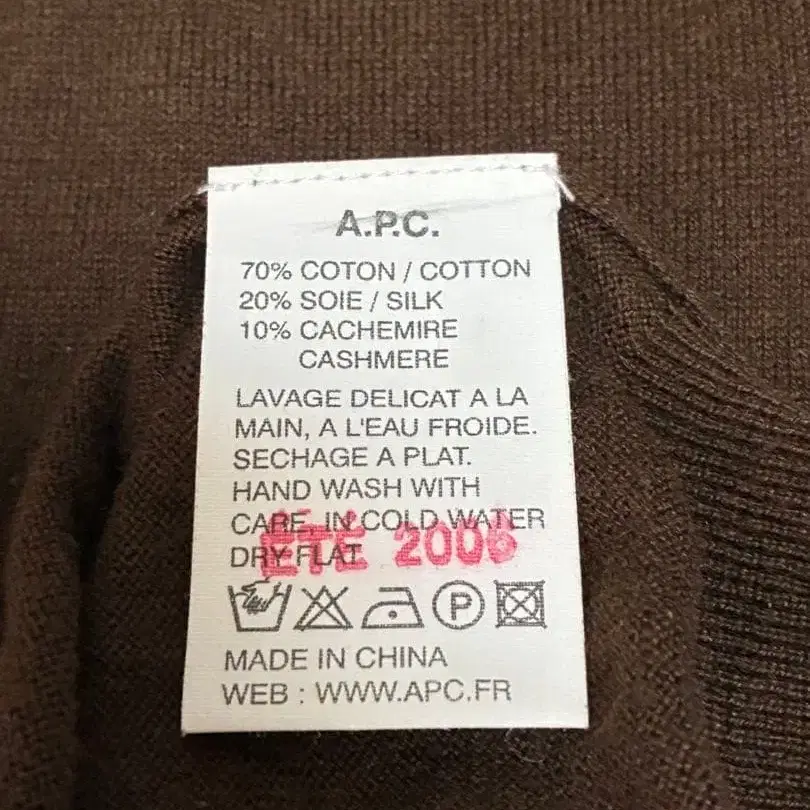 A.P.C.
70% COTON / COTTON
20% SOIE / SILK
10% CACHEMIRE
CASHMERE
LAVAGE DELICAT A LA
MAIN, A L'EAU FROIDE.
SECHAGE A PLAT.
HAND WASH WITH
CARE, IN COLD WATER
DRY FLAT
ÉTÉ 2006
P
MADE IN CHINA
WEB : WWW.APC.FR